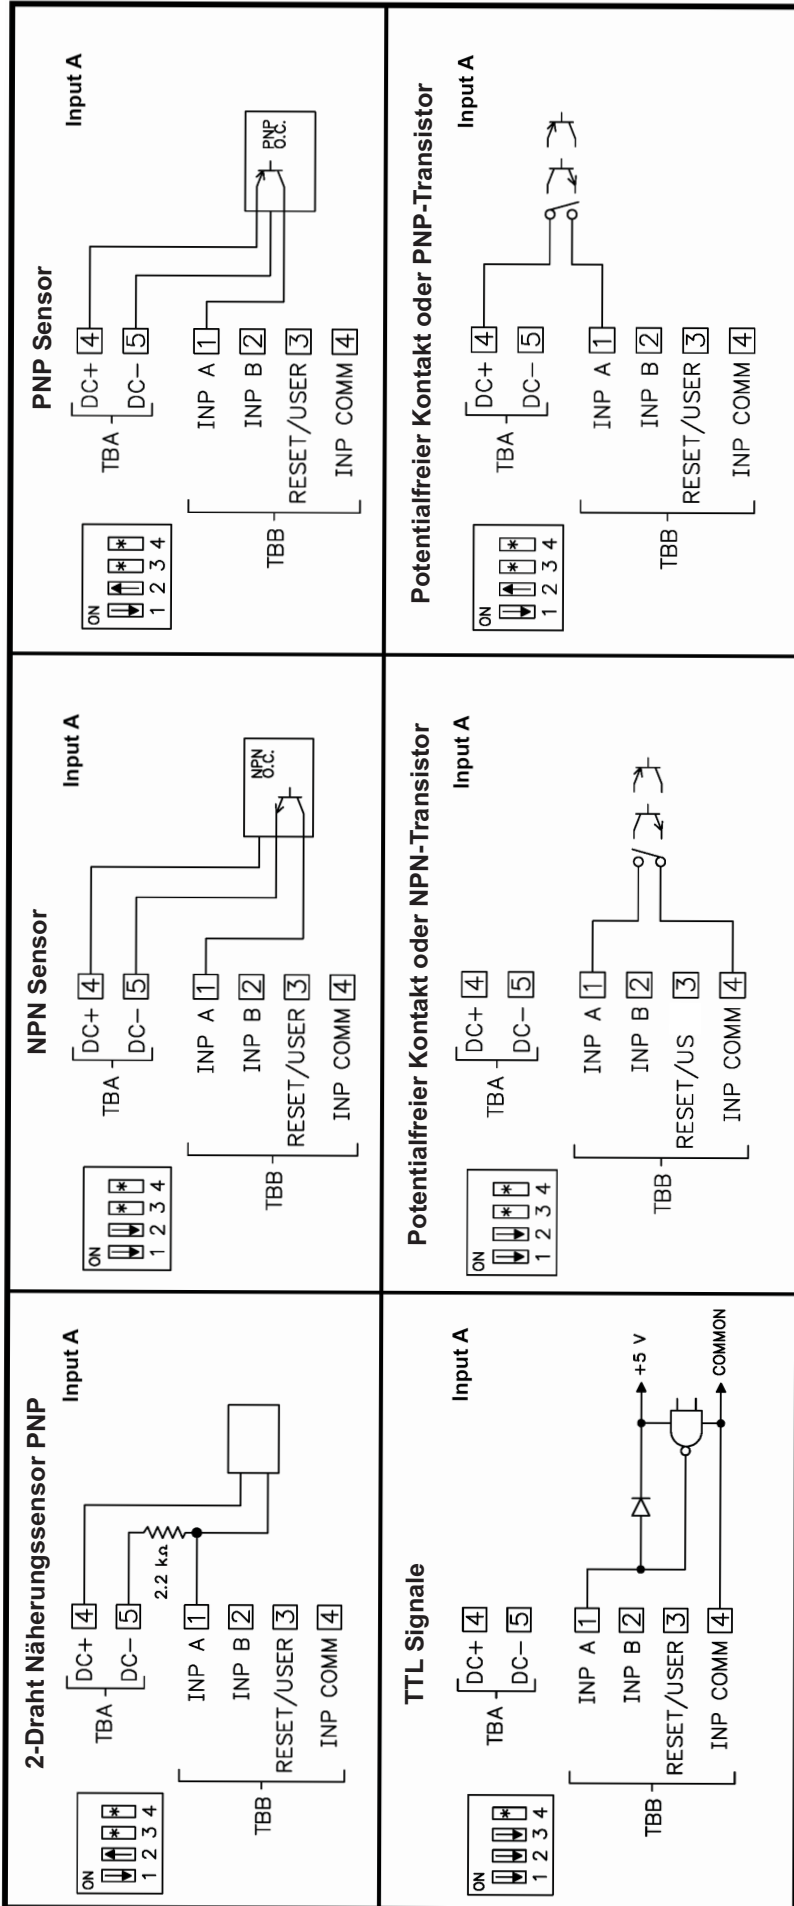 2-Draht Näherungssensor PNP
Input A
ON
* *
1 2 3 4
TBA
DC+ 4
DC- 5
2.2 kΩ
TBB
INP A 1
INP B 2
RESET/USER 3
INP COMM 4
NPN Sensor
Input A
ON
* *
1 2 3 4
TBA
DC+ 4
DC- 5
NPN
O.C.
TBB
INP A 1
INP B 2
RESET/USER 3
INP COMM 4
PNP Sensor
Input A
ON
* *
1 2 3 4
TBA
DC+ 4
DC- 5
PNP
O.C.
TBB
INP A 1
INP B 2
RESET/USER 3
INP COMM 4
TTL Signale
Input A
ON
*
1 2 3 4
TBA
DC+ 4
DC- 5
+5 V
COMMON
TBB
INP A 1
INP B 2
RESET/USER 3
INP COMM 4
Potentialfreier Kontakt oder NPN-Transistor
Input A
ON
* *
1 2 3 4
TBA
DC+ 4
DC- 5
TBB
INP A 1
INP B 2
RESET/US 3
INP COMM 4
Potentialfreier Kontakt oder PNP-Transistor
Input A
ON
* *
1 2 3 4
TBA
DC+ 4
DC- 5
TBB
INP A 1
INP B 2
RESET/USER 3
INP COMM 4